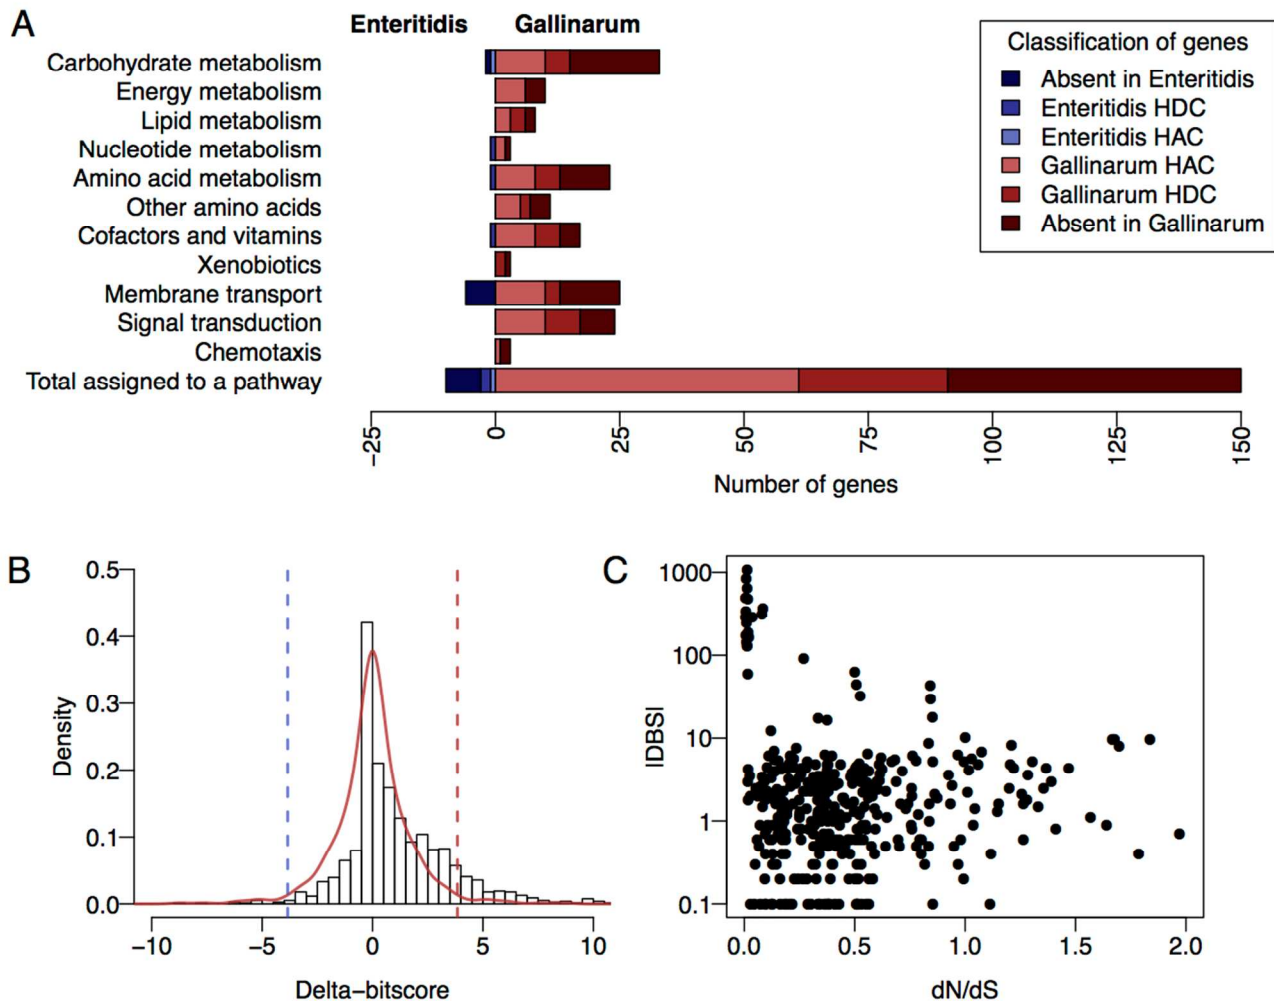 A
Enteritidis Gallinarum
Carbohydrate metabolism
Energy metabolism
Lipid metabolism
Nucleotide metabolism
Amino acid metabolism
Other amino acids
Cofactors and vitamins
Xenobiotics
Membrane transport
Signal transduction
Chemotaxis
Total assigned to a pathway
−25 0 25 50 75 100 125 150
Number of genes
Classification of genes
Absent in Enteritidis
Enteritidis HDC
Enteritidis HAC
Gallinarum HAC
Gallinarum HDC
Absent in Gallinarum
B
Density
0.5
0.4
0.3
0.2
0.1
0.0
−10 −5 0 5 10
Delta−bitscore
C
|DBS|
1000
100
10
1
0.1
0.0 0.5 1.0 1.5 2.0
dN/dS